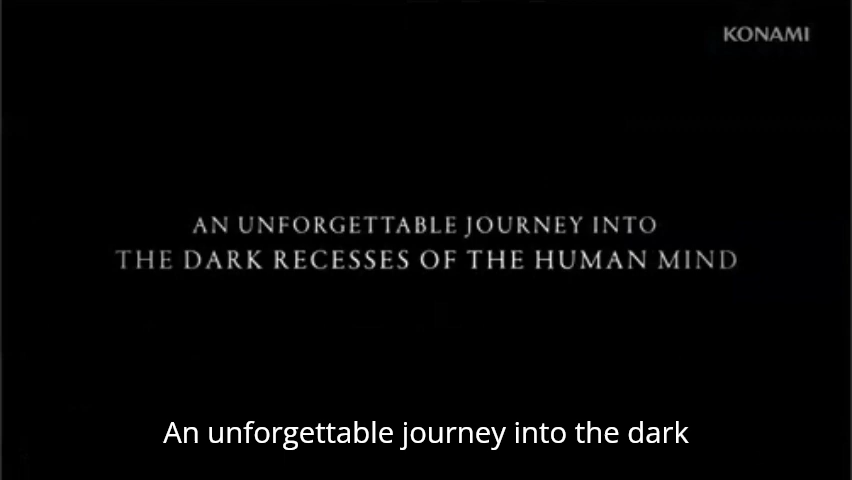 KONAMI
AN UNFORGETTABLE JOURNEY INTO
THE DARK RECESSES OF THE HUMAN MIND
An unforgettable journey into the dark